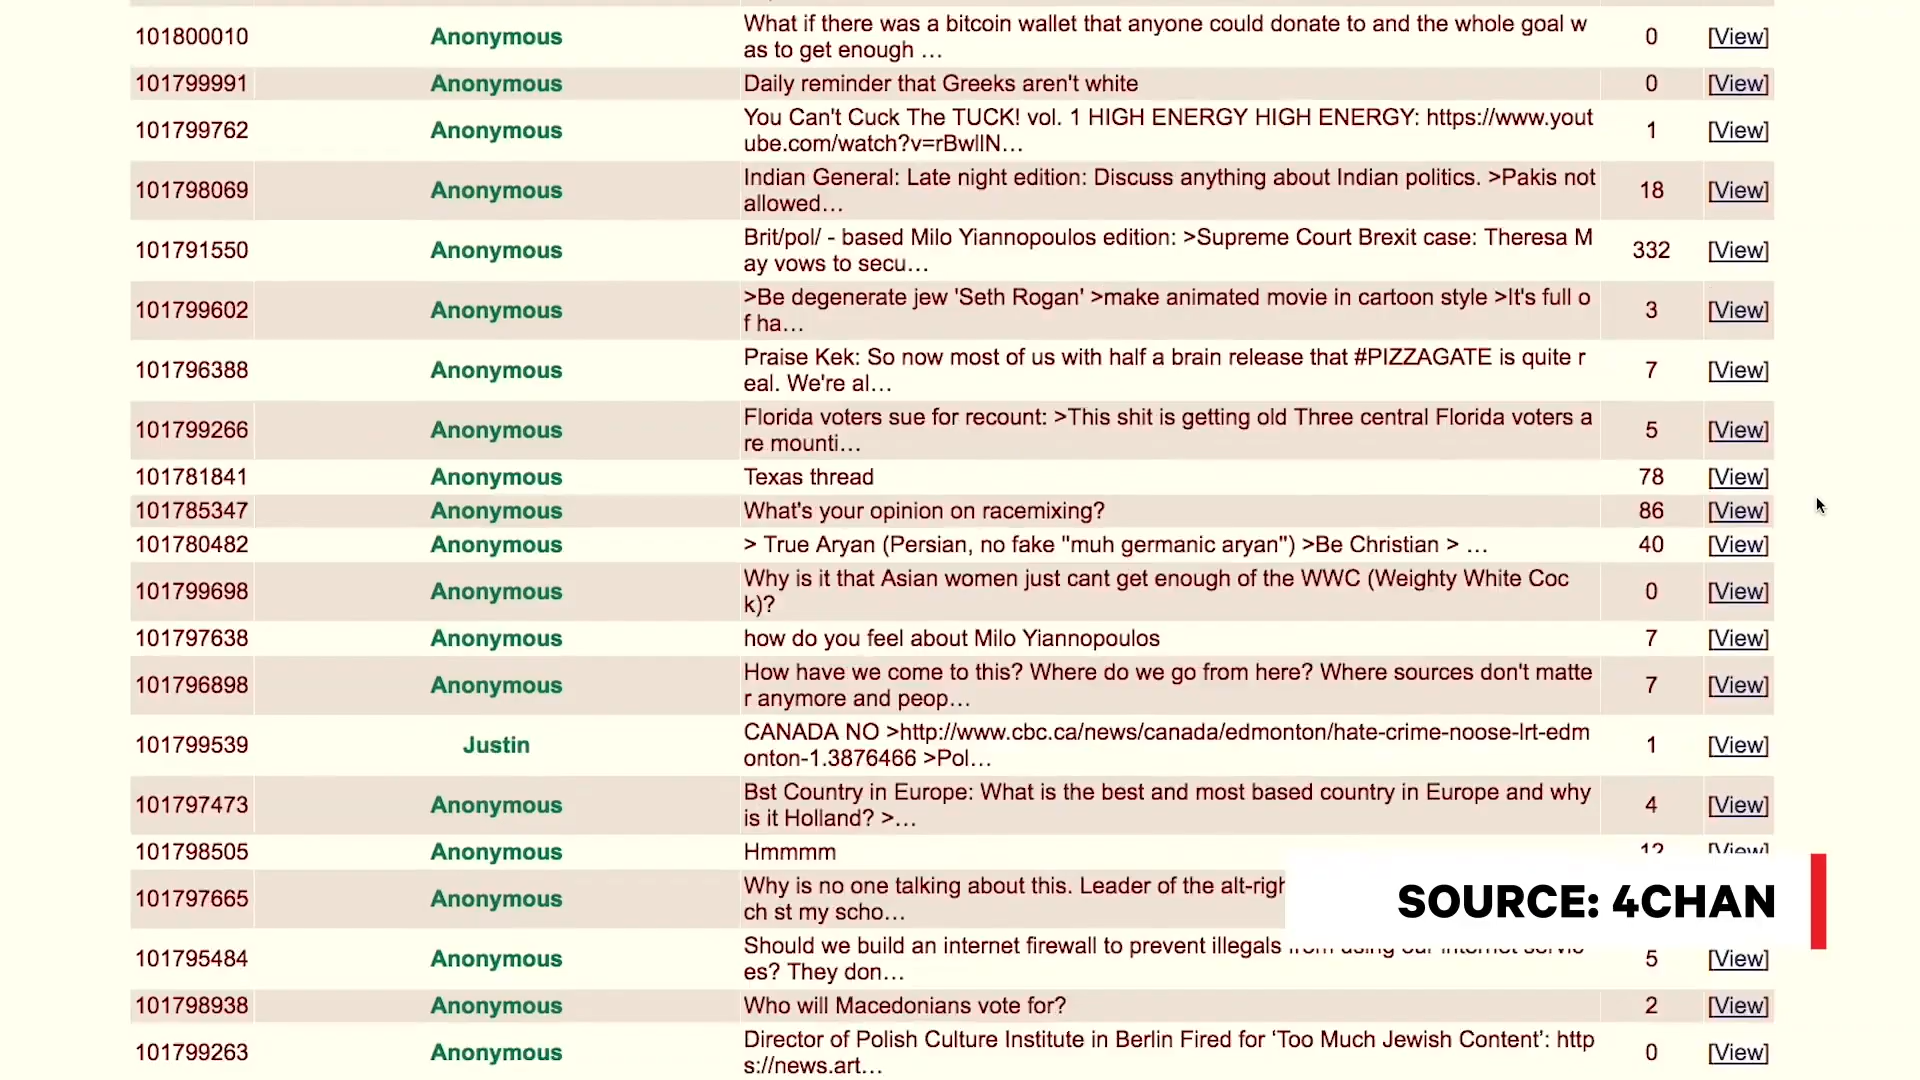 101800010 Anonymous What if there was a bitcoin wallet that anyone could donate to and the whole goal w
as to get enough … 0 [View]
101799991 Anonymous Daily reminder that Greeks aren't white 0 [View]
101799762 Anonymous You Can't Cuck The TUCK! vol. 1 HIGH ENERGY HIGH ENERGY: https://www.yout
ube.com/watch?v=rBwIlN… 1 [View]
101798069 Anonymous Indian General: Late night edition: Discuss anything about Indian politics. >Pakis not
allowed… 18 [View]
101791550 Anonymous Brit/pol/ - based Milo Yiannopoulos edition: >Supreme Court Brexit case: Theresa M
ay vows to secu… 332 [View]
101799602 Anonymous >Be degenerate jew 'Seth Rogan' >make animated movie in cartoon style >It's full o
f ha… 3 [View]
101796388 Anonymous Praise Kek: So now most of us with half a brain release that #PIZZAGATE is quite r
eal. We're al… 7 [View]
101799266 Anonymous Florida voters sue for recount: >This shit is getting old Three central Florida voters a
re mounti… 5 [View]
101781841 Anonymous Texas thread 78 [View]
101785347 Anonymous What's your opinion on racemixing? 86 [View]
101780482 Anonymous > True Aryan (Persian, no fake "muh germanic aryan") >Be Christian > … 40 [View]
101799698 Anonymous Why is it that Asian women just cant get enough of the WWC (Weighty White Coc
k)? 0 [View]
101797638 Anonymous how do you feel about Milo Yiannopoulos 7 [View]
101796898 Anonymous How have we come to this? Where do we go from here? Where sources don't matte
r anymore and peop… 7 [View]
101799539 Justin CANADA NO >http://www.cbc.ca/news/canada/edmonton/hate-crime-noose-lrt-edm
onton-1.3876466 >Pol… 1 [View]
101797473 Anonymous Bst Country in Europe: What is the best and most based country in Europe and why
is it Holland? >… 4 [View]
101798505 Anonymous Hmmmm 12 [View]
101797665 Anonymous Why is no one talking about this. Leader of the
ch st my scho…
SOURCE: 4CHAN
101795484 Anonymous Should we build an internet firewall to prevent illegals from using our internet servic
es? They don… 5 [View]
101798938 Anonymous Who will Macedonians vote for? 2 [View]
101799263 Anonymous Director of Polish Culture Institute in Berlin Fired for ‘Too Much Jewish Content’: http
s://news.art… 0 [View]